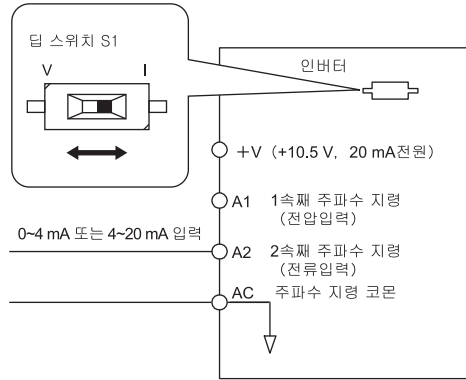 딥 스위치 S1
V I
인버터
+V (+10.5 V, 20 mA전원)
A1 1속째 주파수 지령
(전압입력)
0~4 mA 또는 4~20 mA 입력
A2 2속째 주파수 지령
(전류입력)
AC 주파수 지령 코몬